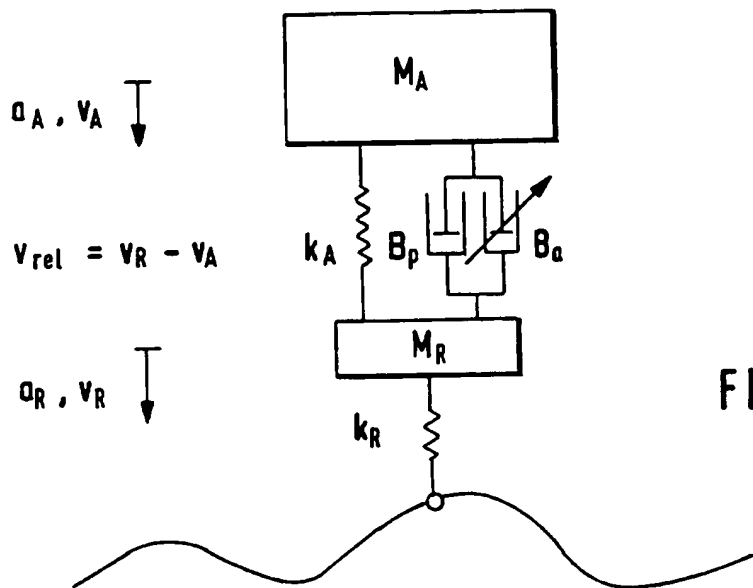 M_A
a_A , v_A
v_rel = v_R - v_A
k_A
B_p
B_a
M_R
a_R , v_R
k_R
FI